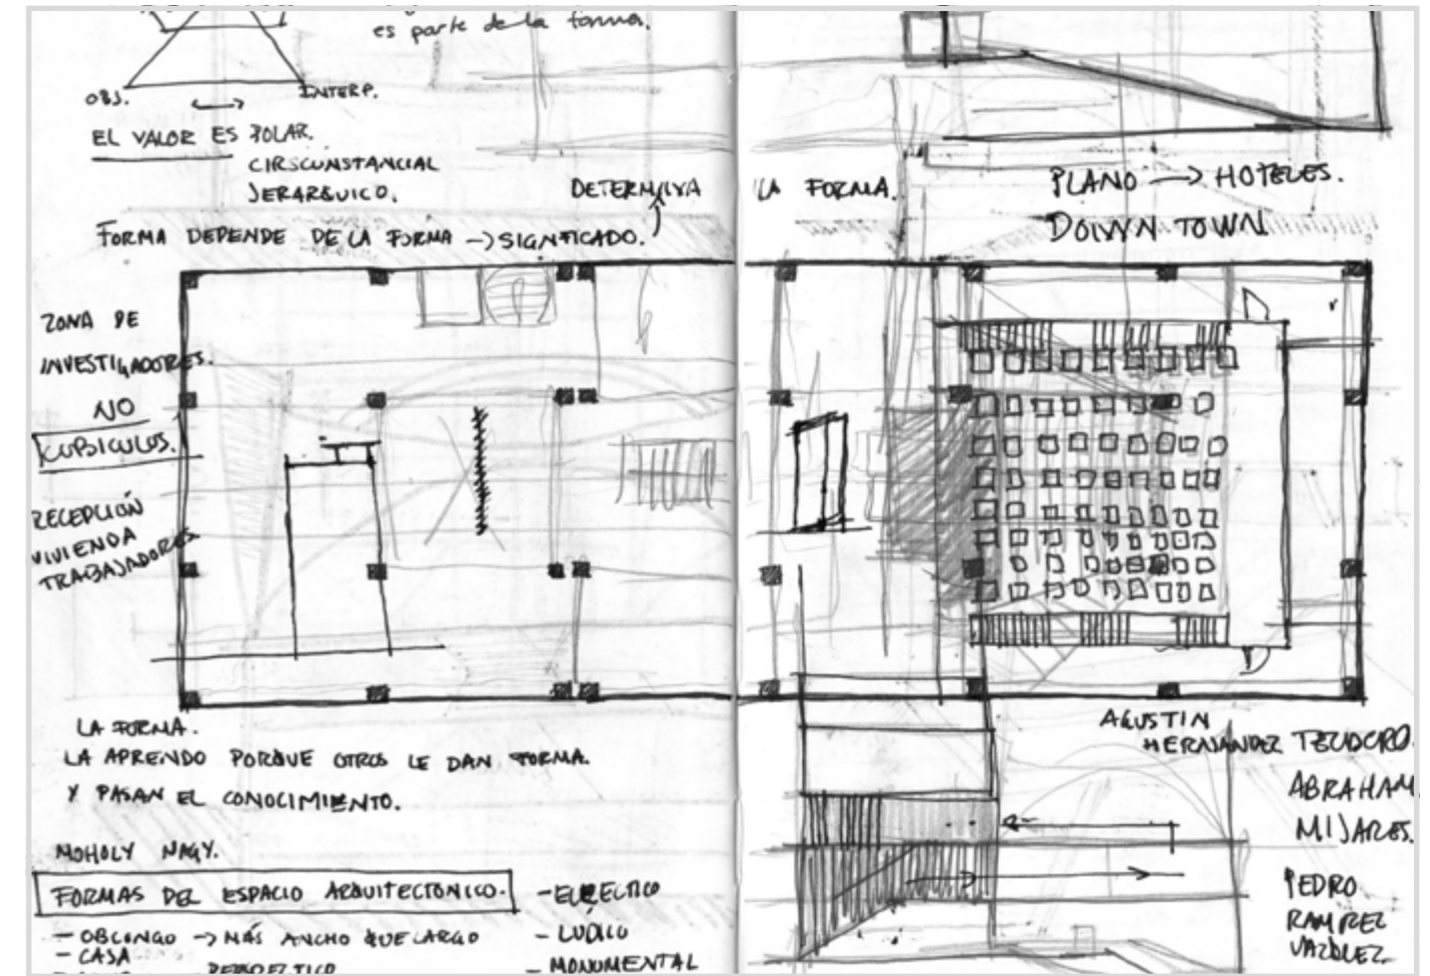 es parte de la forma.
OBJ. INTERP.
EL VALOR ES POLAR.
CIRSCUNSTANCIAL
JERARQUICO.
DETERMINA LA FORMA.
FORMA DEPENDE DE LA FORMA -> SIGNFICADO.
ZONA DE
INVESTIGADORES.
NO
CUBICULOS.
RECEPCIÓN
VIVIENDA
TRABAJADORES
LA FORMA.
LA APRENDO PORQUE OTROS LE DAN FORMA.
Y PASAN EL CONOCIMIENTO.
MOHOLY NAGY.
FORMAS DEL ESPACIO ARQUITECTONICO.
- OBLONGO -> MÁS ANCHO QUE LARGO
- CASA
- ECLECTICO
- LUDICO
- MONUMENTAL
PLANO -> HOTELES.
DOWN TOWN
AGUSTIN
HERNANDEZ
TEODORO.
ABRAHAM
MIJARES.
PEDRO
RAMIREZ
VAZQUEZ.